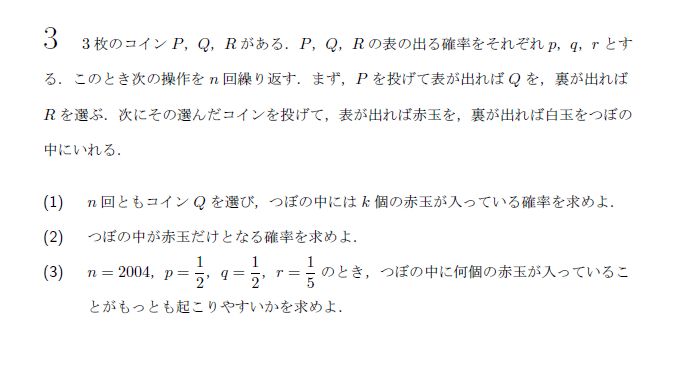 3 3枚のコイン P，Q，R がある．P，Q，R の表の出る確率をそれぞれ p，q，r とす
る．このとき次の操作を n 回繰り返す．まず，P を投げて表が出れば Q を，裏が出れば
R を選ぶ．次にその選んだコインを投げて，表が出れば赤玉を，裏が出れば白玉をつぼの
中にいれる．
(1) n 回ともコイン Q を選び，つぼの中には k 個の赤玉が入っている確率を求めよ．
(2) つぼの中が赤玉だけとなる確率を求めよ．
(3) n = 2004，p = 1/2，q = 1/2，r = 1/5 のとき，つぼの中に何個の赤玉が入っているこ
とがもっとも起こりやすいかを求めよ．